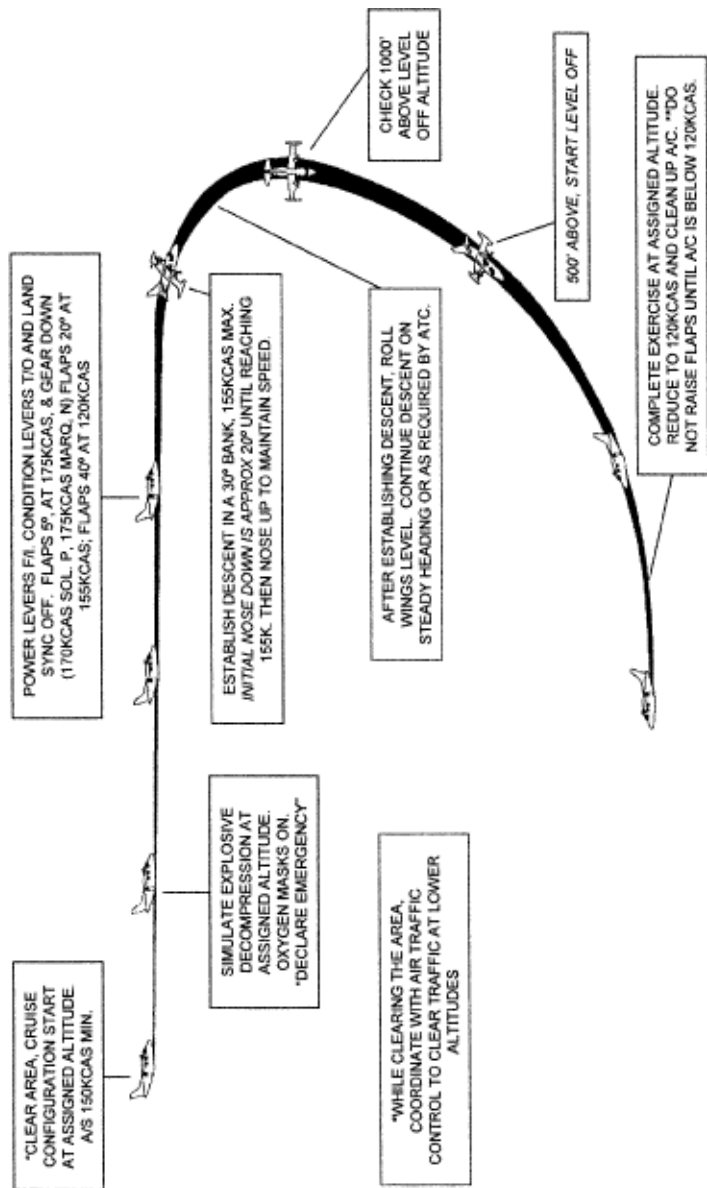 "CLEAR AREA, CRUISE
CONFIGURATION START
AT ASSIGNED ALTITUDE.
A/S 150KCAS MIN.
SIMULATE EXPLOSIVE
DECOMPRESSION AT
ASSIGNED ALTITUDE.
OXYGEN MASKS ON.
"DECLARE EMERGENCY"
POWER LEVERS F/I. CONDITION LEVERS T/O AND LAND
SYNC OFF. FLAPS 5º, AT 175KCAS, & GEAR DOWN
(170KCAS SOL. P, 175KCAS MARQ, N) FLAPS 20º AT
155KCAS; FLAPS 40º AT 120KCAS
ESTABLISH DESCENT IN A 30º BANK, 155KCAS MAX.
INITIAL NOSE DOWN IS APPROX 20º UNTIL REACHING
155K. THEN NOSE UP TO MAINTAIN SPEED.
CHECK 1000'
ABOVE LEVEL
OFF ALTITUDE
AFTER ESTABLISHING DESCENT, ROLL
WINGS LEVEL. CONTINUE DESCENT ON
STEADY HEADING OR AS REQUIRED BY ATC.
500' ABOVE, START LEVEL OFF
COMPLETE EXERCISE AT ASSIGNED ALTITUDE.
REDUCE TO 120KCAS AND CLEAN UP A/C. **DO
NOT RAISE FLAPS UNTIL A/C IS BELOW 120KCAS.
"WHILE CLEARING THE AREA,
COORDINATE WITH AIR TRAFFIC
CONTROL TO CLEAR TRAFFIC AT LOWER
ALTITUDES